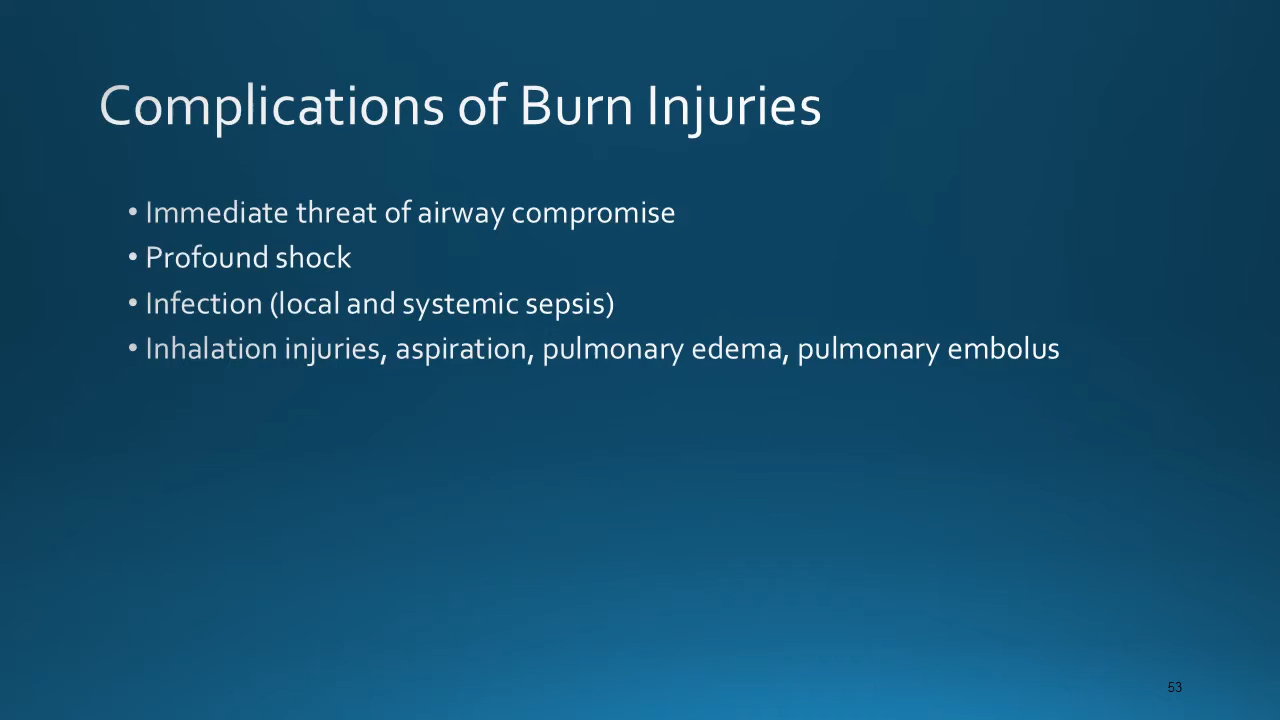 Complications of Burn Injuries
• Immediate threat of airway compromise
• Profound shock
• Infection (local and systemic sepsis)
• Inhalation injuries, aspiration, pulmonary edema, pulmonary embolus
53